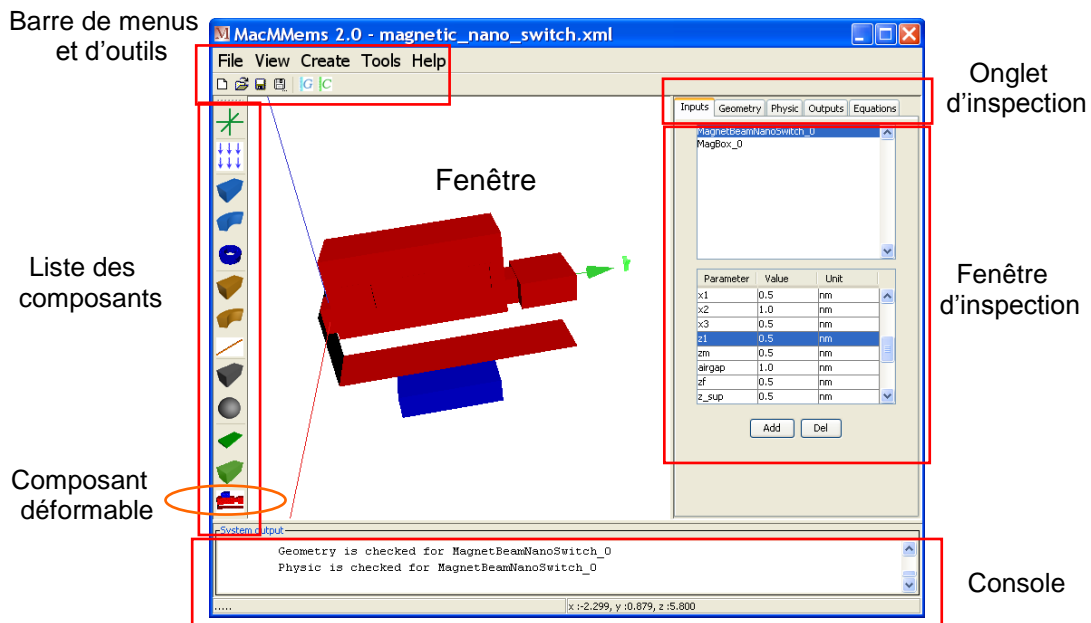 Barre de menus
et d'outils
MacMMems 2.0 - magnetic_nano_switch.xml
File View Create Tools Help
G C
Onglet
d'inspection
Inputs Geometry Physic Outputs Equations
MagnetBeamNanoSwitch_0
MagBox_0
Fenêtre
Liste des
composants
Fenêtre
d'inspection
Parameter Value Unit
x1 0.5 nm
x2 1.0 nm
x3 0.5 nm
z1 0.5 nm
zm 0.5 nm
airgap 1.0 nm
zf 0.5 nm
z_sup 0.5 nm
Add Del
Composant
déformable
System output
Geometry is checked for MagnetBeamNanoSwitch_0
Physic is checked for MagnetBeamNanoSwitch_0
Console
..... x :-2.299, y :0.879, z :5.800